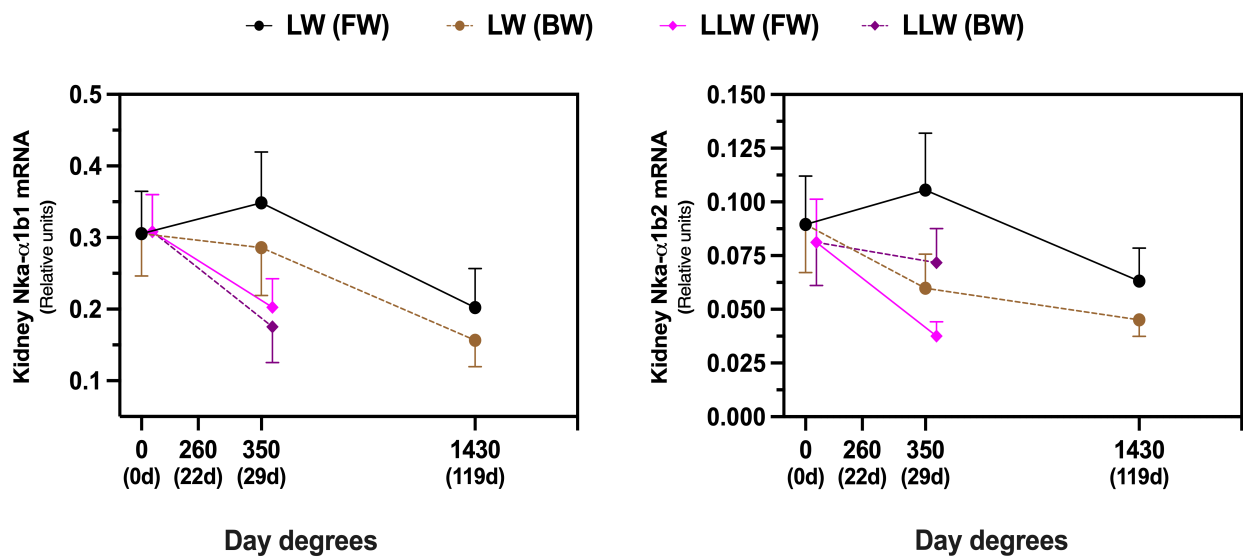 LW (FW) LW (BW) LLW (FW) LLW (BW)
Kidney Nka-α1b1 mRNA
(Relative units)
0.5
0.4
0.3
0.2
0.1
0 260 350 1430
(0d) (22d) (29d) (119d)
Day degrees
Kidney Nka-α1b2 mRNA
(Relative units)
0.150
0.125
0.100
0.075
0.050
0.025
0.000
0 260 350 1430
(0d) (22d) (29d) (119d)
Day degrees